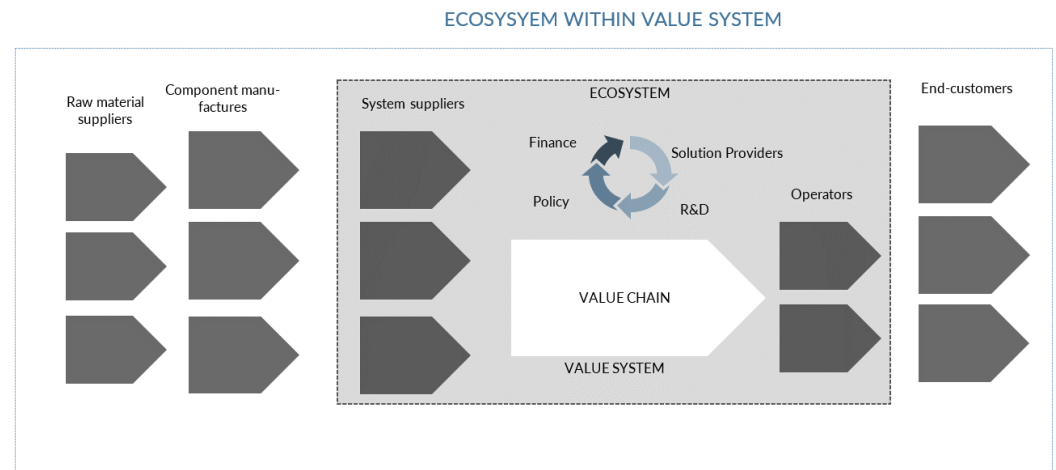 ECOSYSYEM WITHIN VALUE SYSTEM
Raw material
suppliers
Component manu-
factures
System suppliers
ECOSYSTEM
Finance
Solution Providers
Policy
R&D
VALUE CHAIN
VALUE SYSTEM
Operators
End-customers